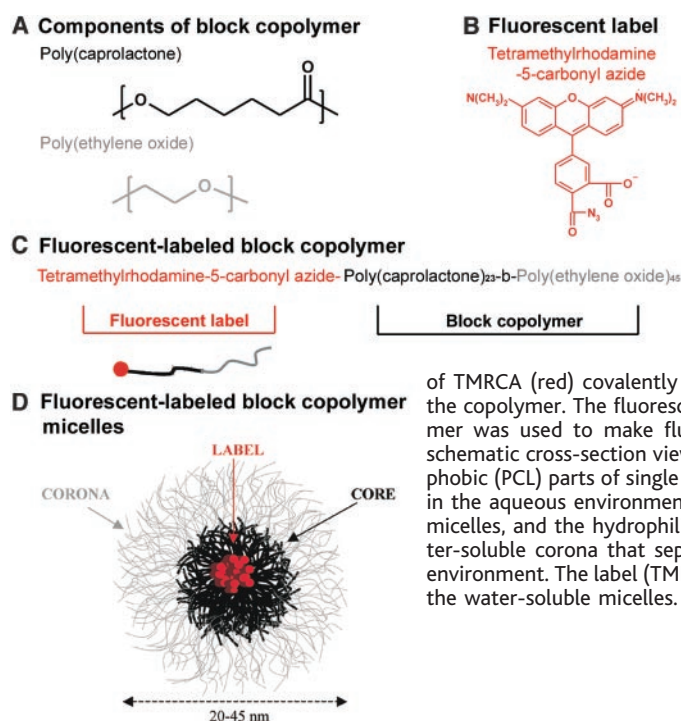 A Components of block copolymer
Poly(caprolactone)
O
O
Poly(ethylene oxide)
O
B Fluorescent label
Tetramethylrhodamine
-5-carbonyl azide
N(CH₃)₂ O N(CH₃)₂
O⁻
O
N₃
O
C Fluorescent-labeled block copolymer
Tetramethylrhodamine-5-carbonyl azide-Poly(caprolactone)₂₃-b-Poly(ethylene oxide)₄₅
Fluorescent label
Block copolymer
D Fluorescent-labeled block copolymer
micelles
LABEL
CORONA
CORE
20-45 nm
of TMRCA (red) covalently
the copolymer. The fluoresc
mer was used to make flu
schematic cross-section view
phobic (PCL) parts of single
in the aqueous environmen
micelles, and the hydrophil
ter-soluble corona that sep
environment. The label (TM
the water-soluble micelles.